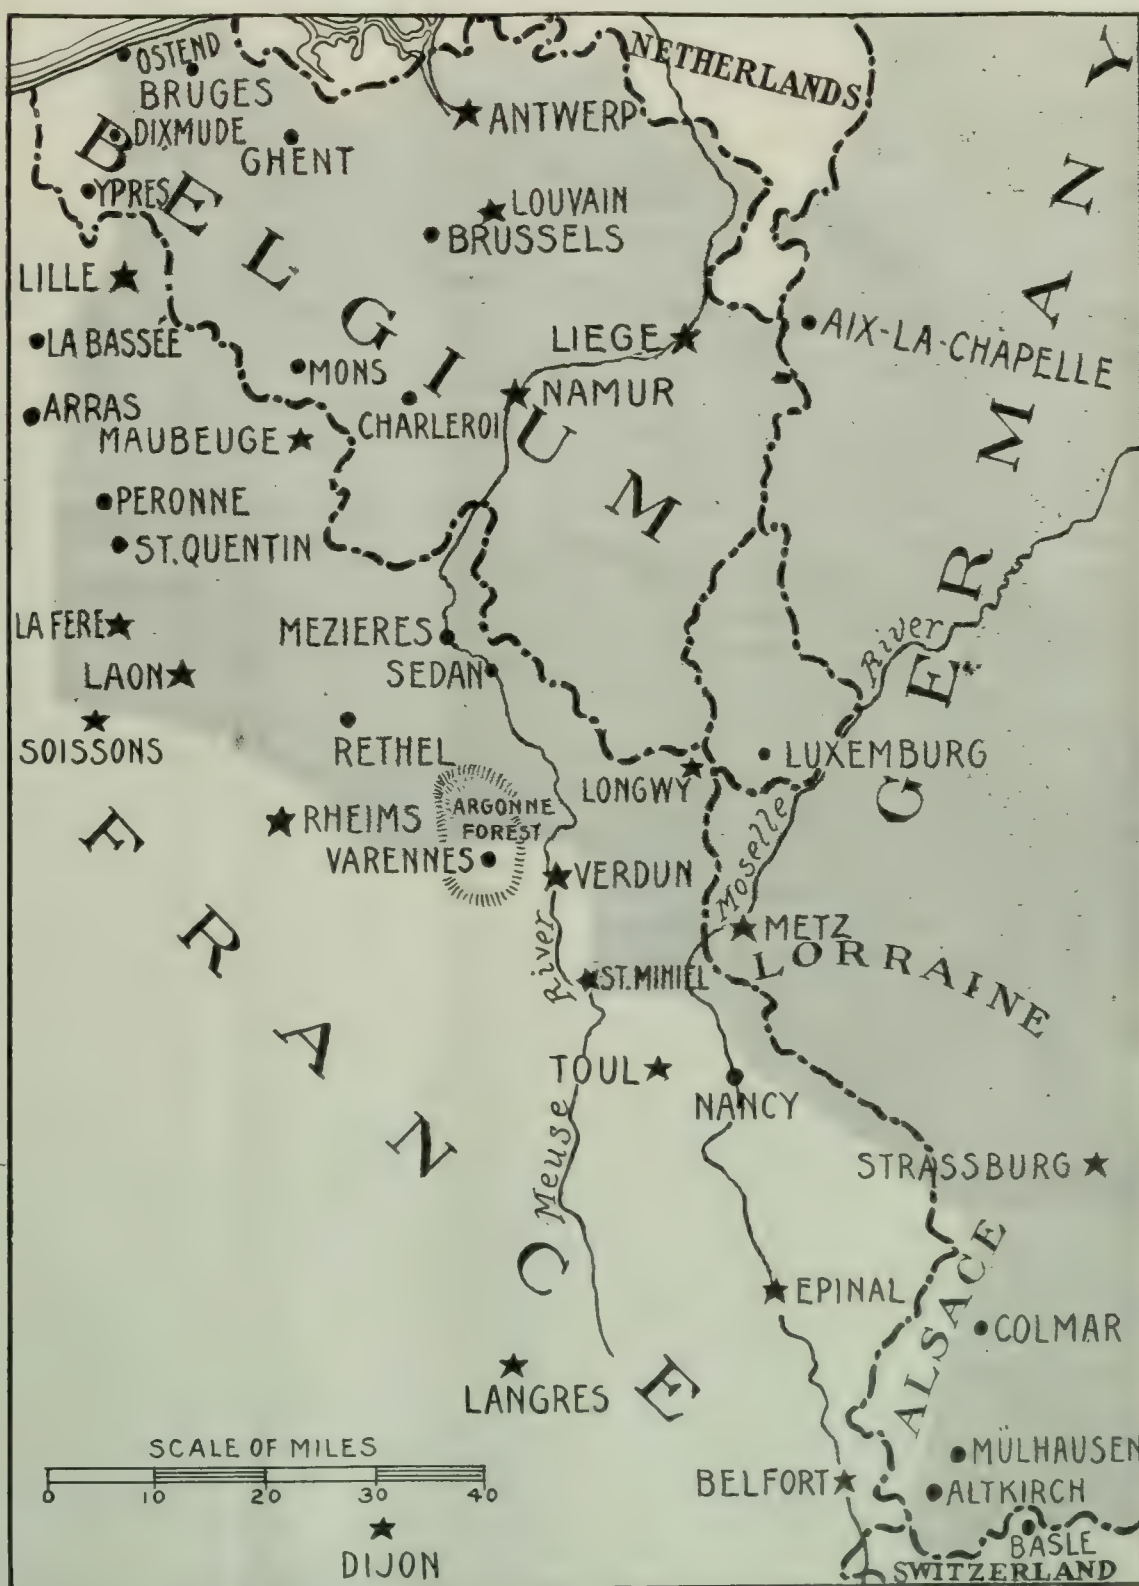 OSTEND
BRUGES
DIXMUDE
GHENT
YPRES
ANTWERP
NETHERLANDS
LOUVAIN
BRUSSELS
BELGIUM
GERMANY
LILLE
LA BASSÉE
ARRAS
MONS
CHARLEROI
MAUBEUGE
LIEGE
NAMUR
AIX-LA-CHAPELLE
PERONNE
ST. QUENTIN
LA FERE
LAON
SOISSONS
MEZIERES
SEDAN
RETHEL
RHEIMS
ARGONNE
FOREST
VARENNES
VERDUN
LONGWY
LUXEMBURG
Moselle River
METZ
LORRAINE
ST. MIHIEL
Meuse River
FRANCE
TOUL
NANCY
STRASSBURG
EPINAL
ALSACE
COLMAR
LANGRES
BELFORT
MÜLHAUSEN
ALTKIRCH
BASLE
SWITZERLAND
SCALE OF MILES
0 10 20 30 40
DIJON